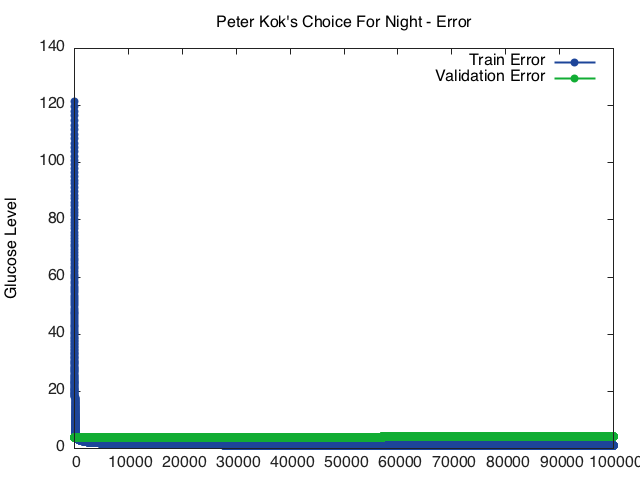 Peter Kok's Choice For Night - Error
Train Error
Validation Error
Glucose Level
140
120
100
80
60
40
20
0
0 10000 20000 30000 40000 50000 60000 70000 80000 90000 100000